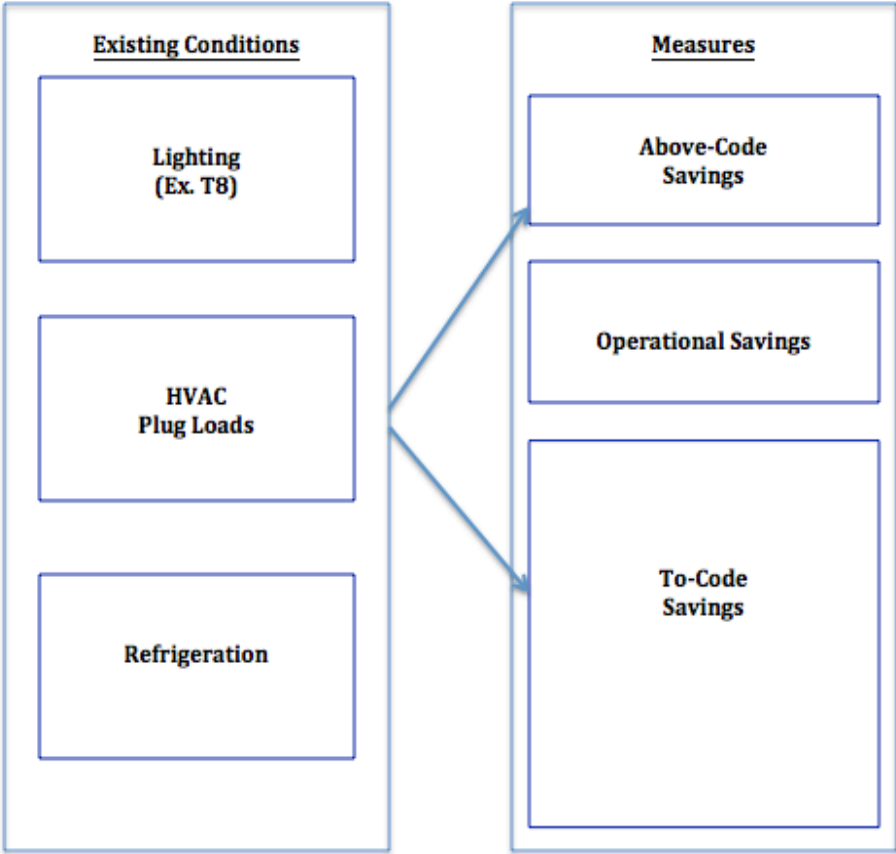 Existing Conditions
Lighting
(Ex. T8)
HVAC
Plug Loads
Refrigeration
Measures
Above-Code
Savings
Operational Savings
To-Code
Savings